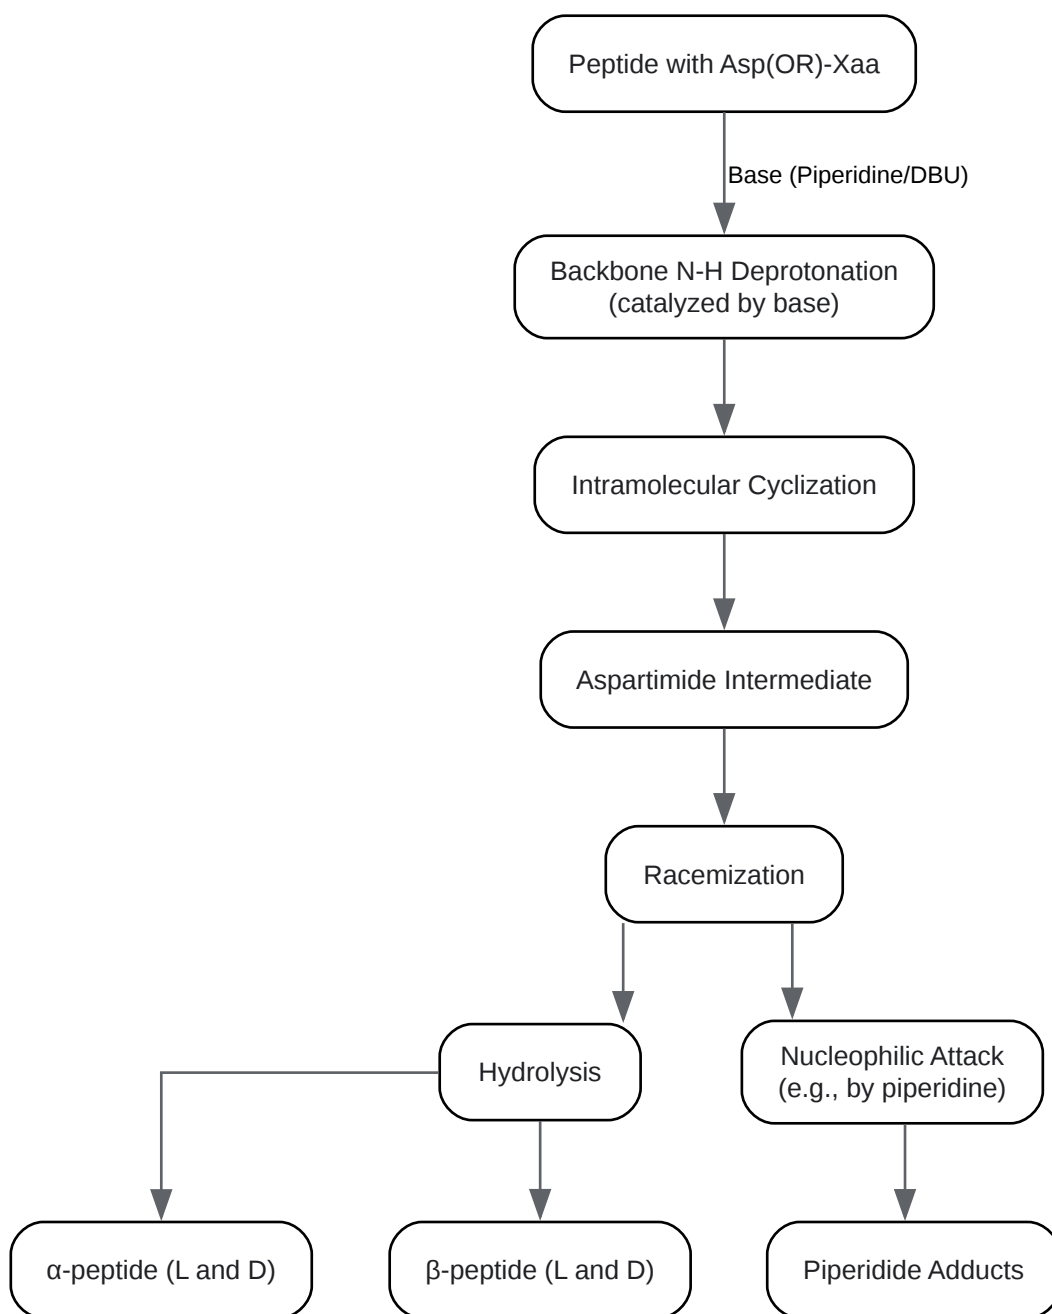 Peptide with Asp(OR)-Xaa
Base (Piperidine/DBU)
Backbone N-H Deprotonation
(catalyzed by base)
Intramolecular Cyclization
Aspartimide Intermediate
Racemization
Hydrolysis
Nucleophilic Attack
(e.g., by piperidine)
α-peptide (L and D)
β-peptide (L and D)
Piperidide Adducts